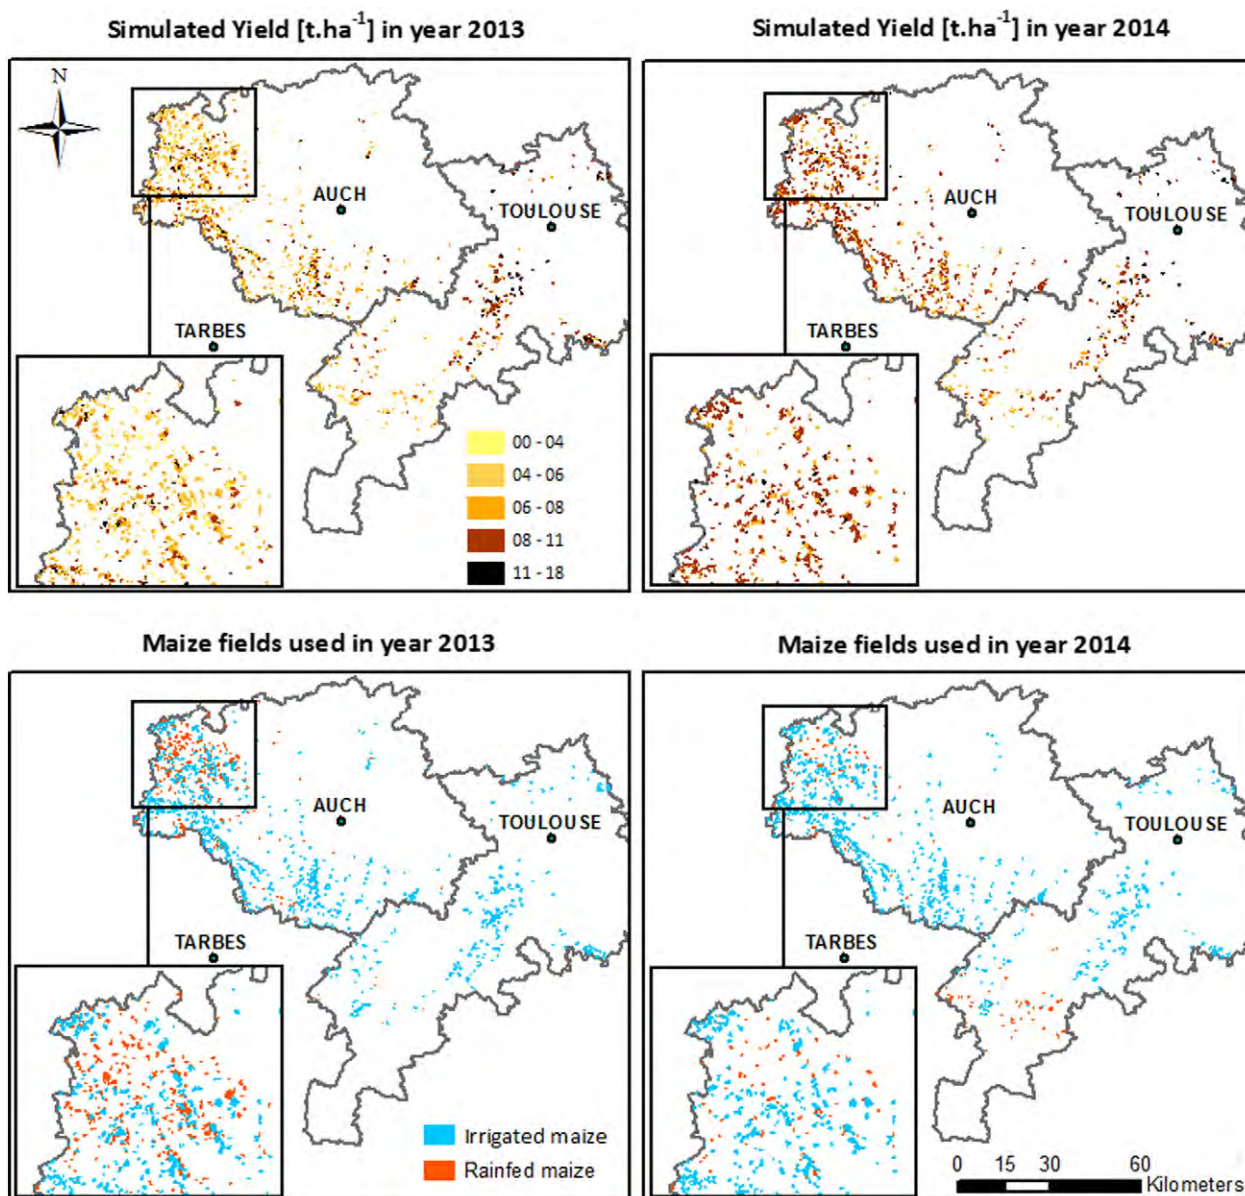 Simulated Yield [t.ha⁻¹] in year 2013
Simulated Yield [t.ha⁻¹] in year 2014
N
AUCH
TOULOUSE
TARBES
00 - 04
04 - 06
06 - 08
08 - 11
11 - 18
AUCH
TOULOUSE
TARBES
Maize fields used in year 2013
Maize fields used in year 2014
AUCH
TOULOUSE
TARBES
Irrigated maize
Rainfed maize
AUCH
TOULOUSE
TARBES
0 15 30 60
Kilometers